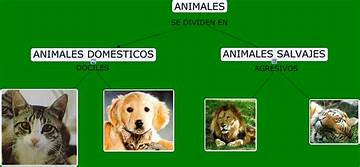 ANIMALES
SE DIVIDEN EN
ANIMALES DOMESTICOS
ANIMALES SALVAJES
DOCILES
AGRESIVOS